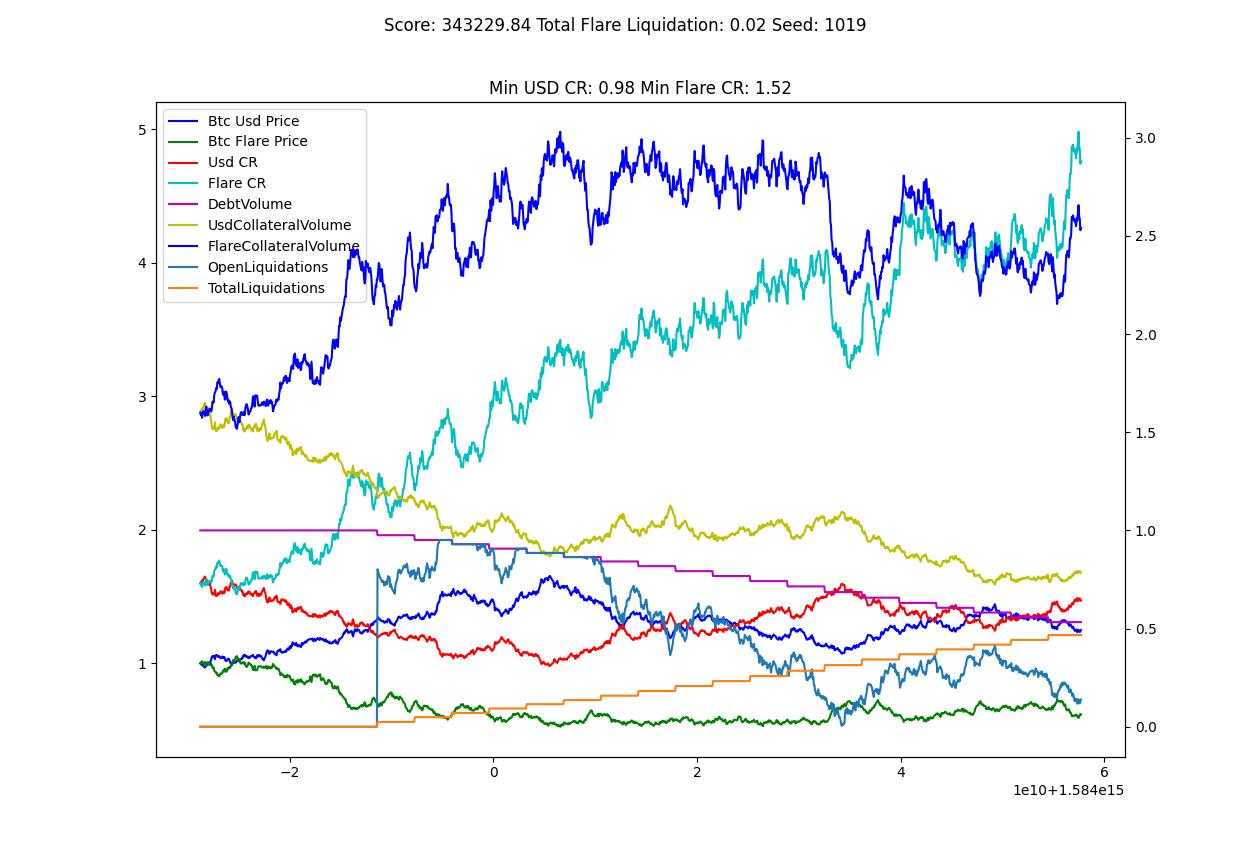 Score: 343229.84 Total Flare Liquidation: 0.02 Seed: 1019
Min USD CR: 0.98 Min Flare CR: 1.52
Btc Usd Price
Btc Flare Price
Usd CR
Flare CR
DebtVolume
UsdCollateralVolume
FlareCollateralVolume
OpenLiquidations
TotalLiquidations
5
4
3
2
1
3.0
2.5
2.0
1.5
1.0
0.5
0.0
−2
0
2
4
6
1e10+1.584e15